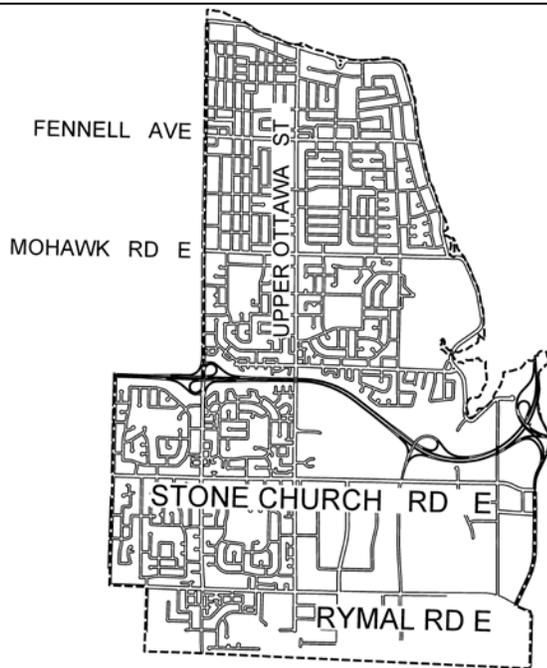 FENNELL AVE
UPPER OTTAWA ST
MOHAWK RD E
STONE CHURCH RD E
RYMAL RD E